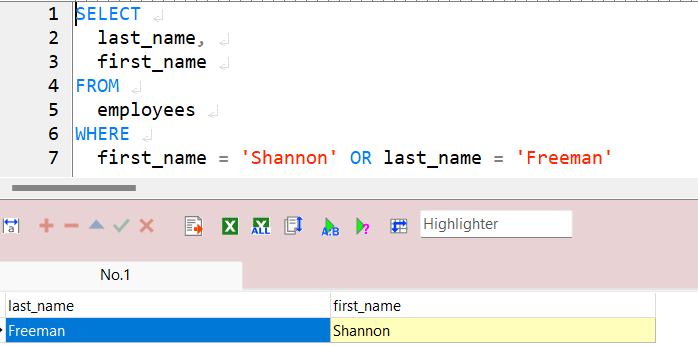 1 SELECT
2 last_name,
3 first_name
4 FROM
5 employees
6 WHERE
7 first_name = 'Shannon' OR last_name = 'Freeman'
a ALL A.B ? Highlighter
No.1
last_name first_name
Freeman Shannon